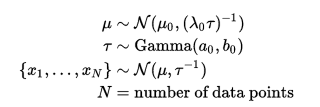 μ ∼ 𝒩(μ₀, (λ₀τ)⁻¹)
τ ∼ Gamma(a₀, b₀)
{x₁, . . . , x_N} ∼ 𝒩(μ, τ⁻¹)
N = number of data points